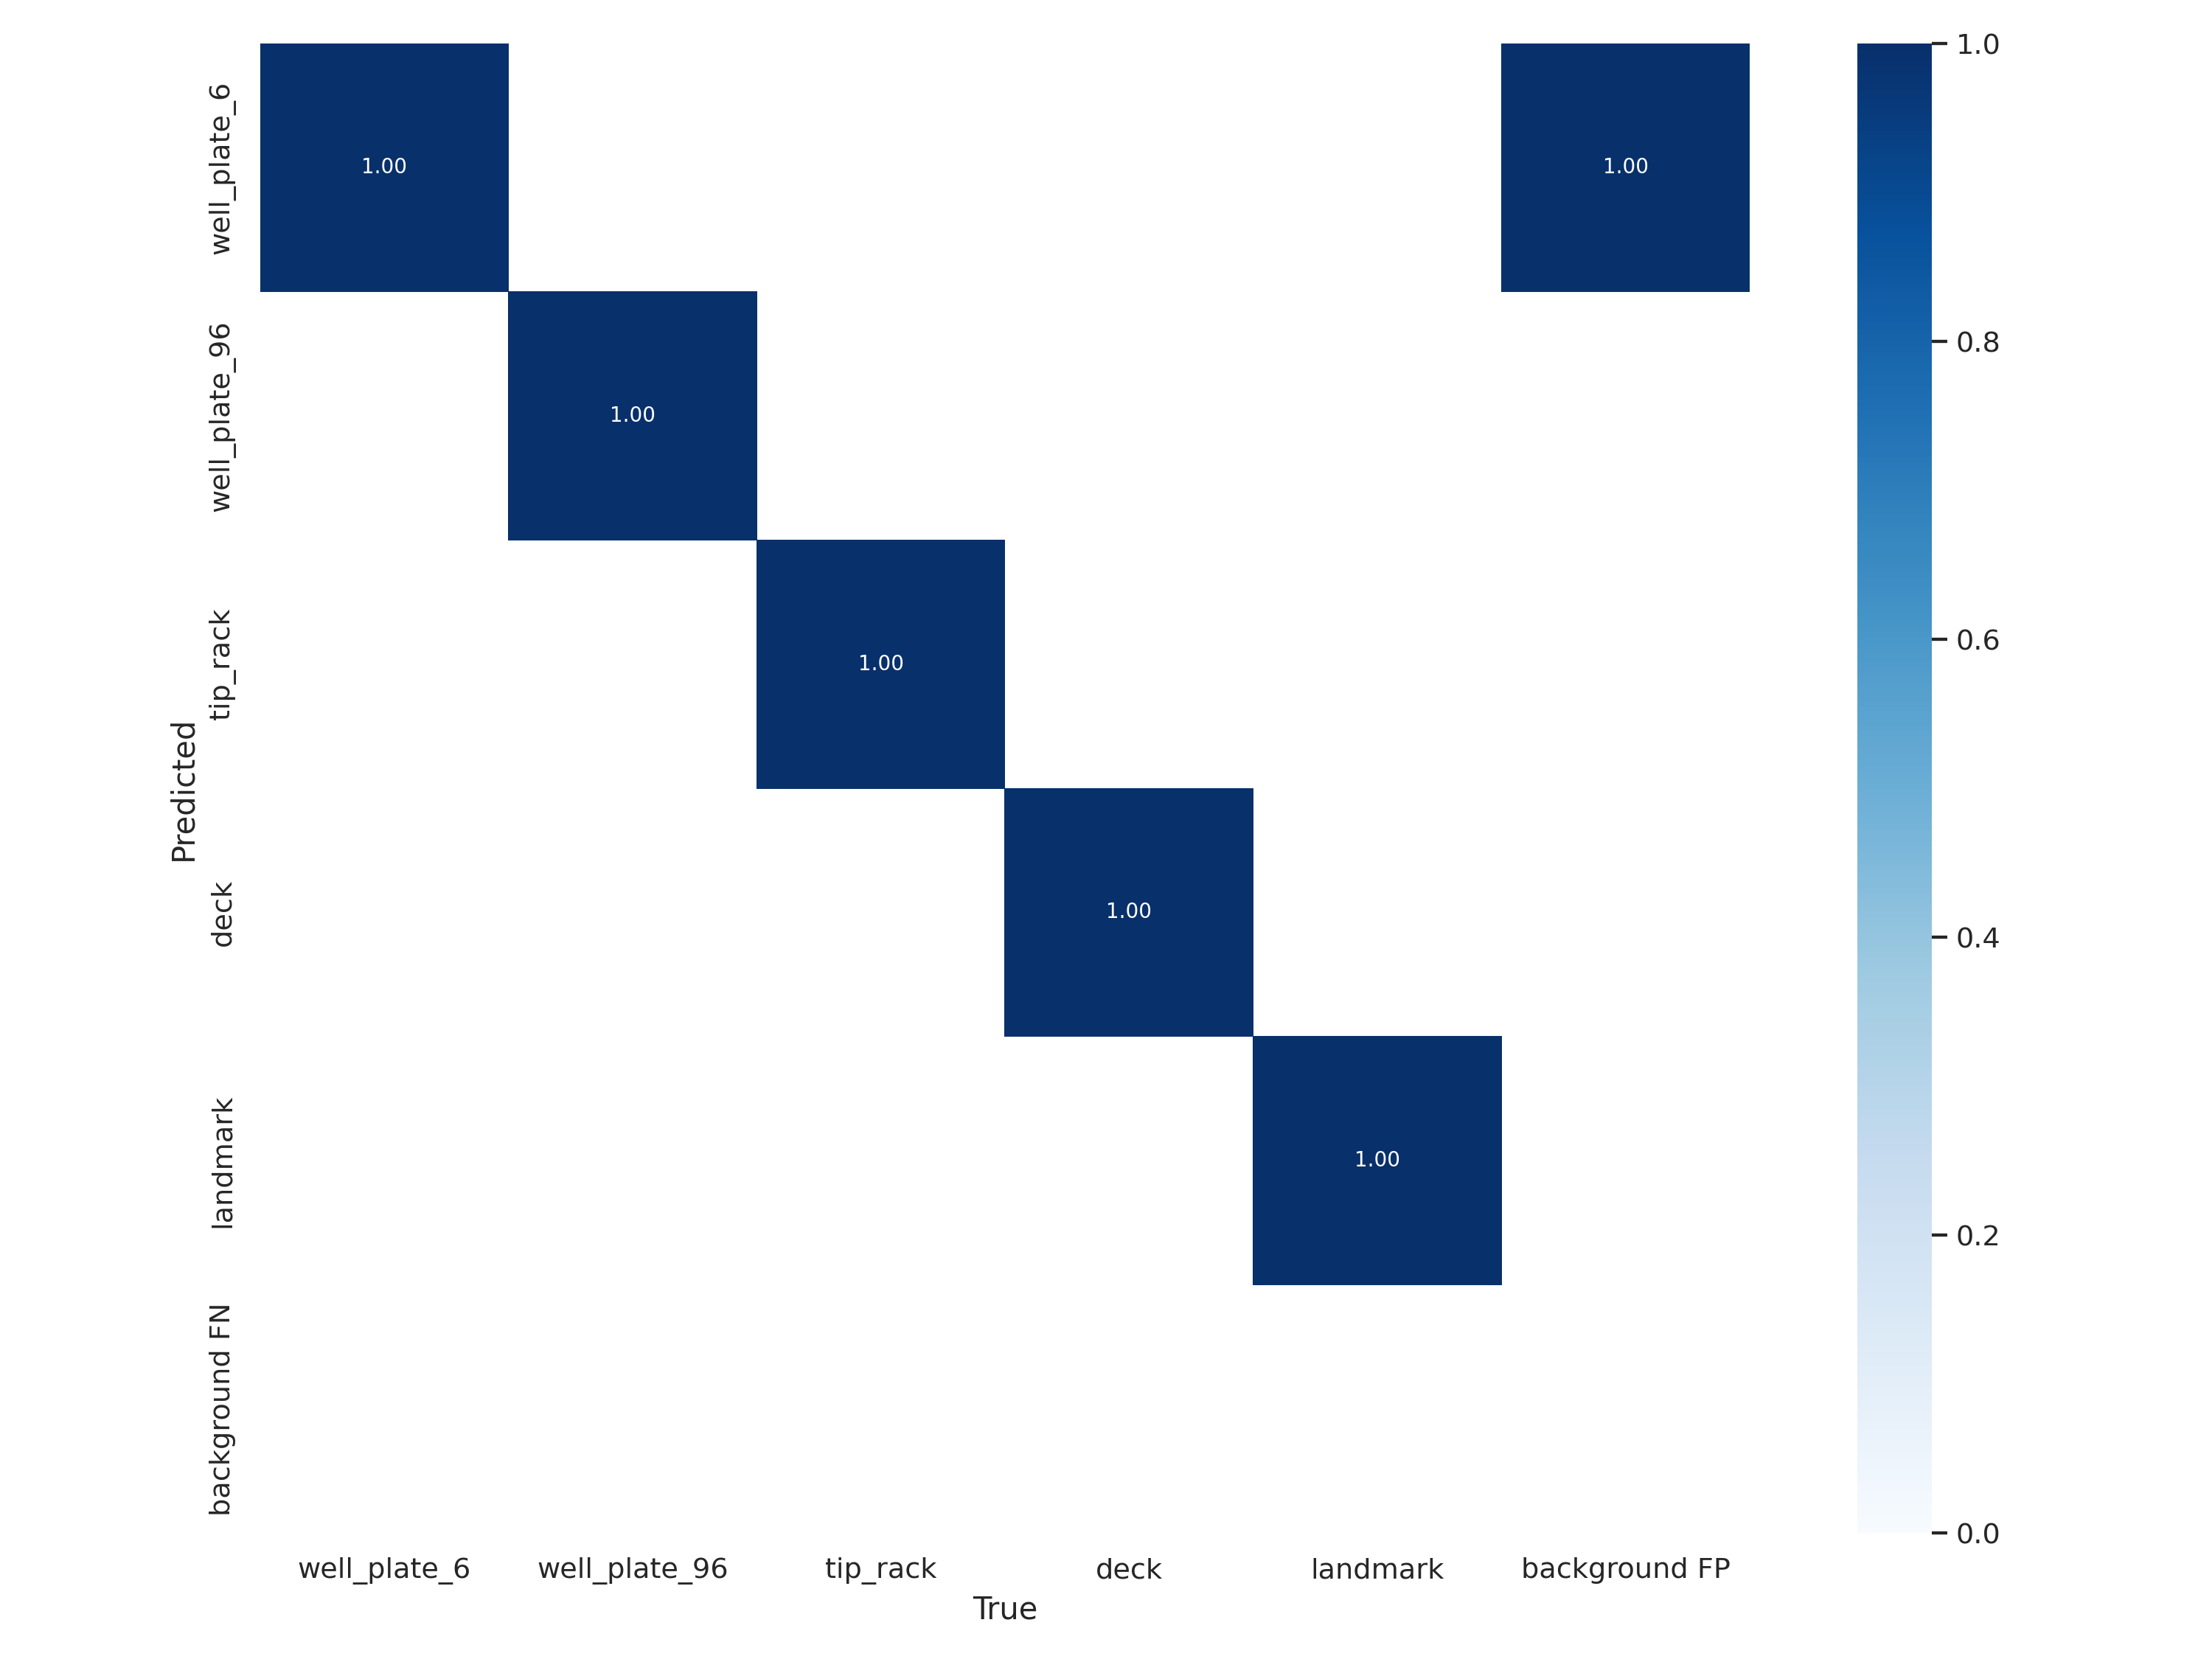 well_plate_6
1.00
1.00
well_plate_96
1.00
tip_rack
1.00
deck
1.00
landmark
1.00
background FN
Predicted
well_plate_6
well_plate_96
tip_rack
deck
landmark
background FP
True
1.0
0.8
0.6
0.4
0.2
0.0